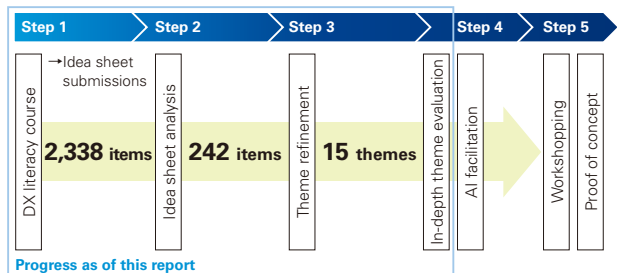 Step 1
Step 2
Step 3
Step 4
Step 5
→Idea sheet
submissions
DX literacy course
2,338 items
Idea sheet analysis
242 items
Theme refinement
15 themes
In-depth theme evaluation
AI facilitation
Workshopping
Proof of concept
Progress as of this report